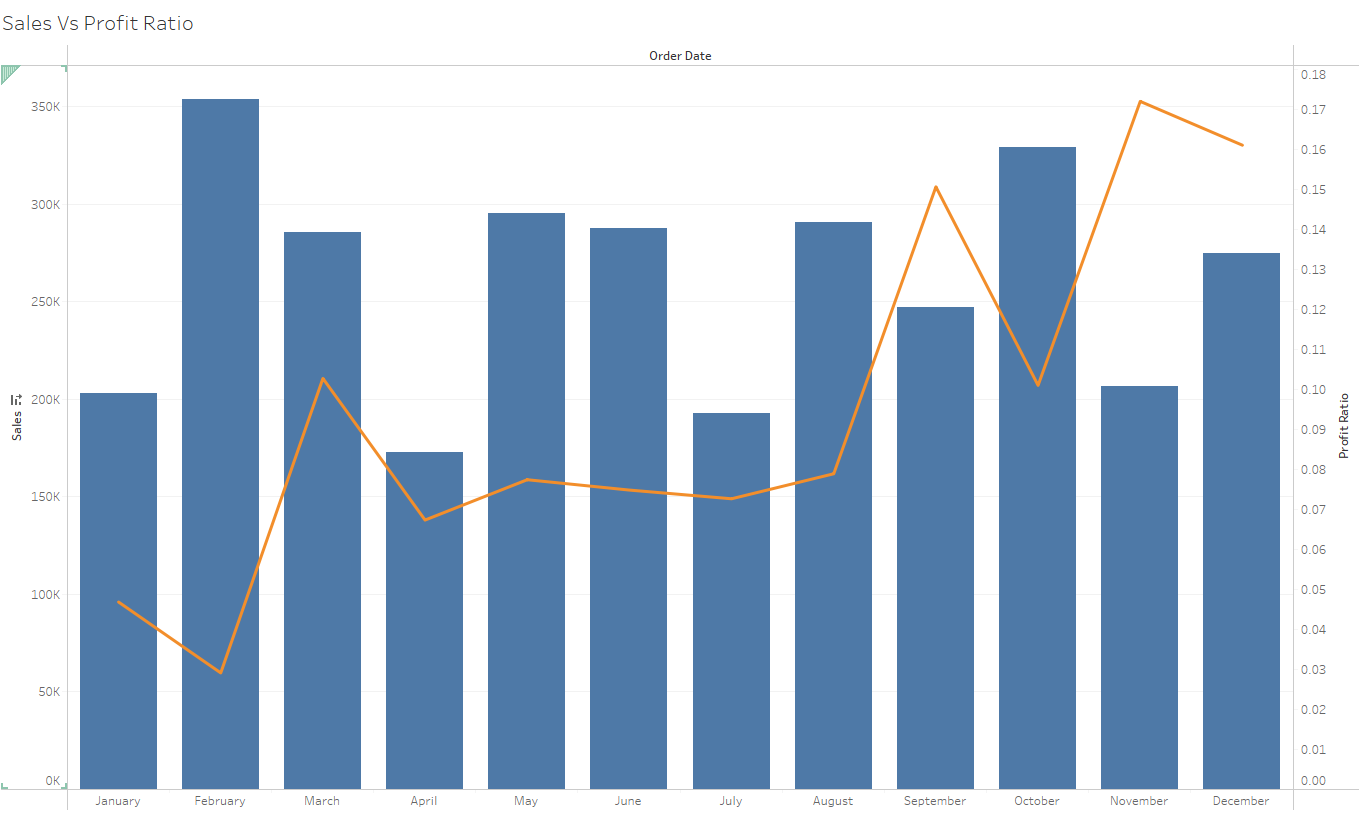 Sales Vs Profit Ratio
Order Date
350K
300K
250K
200K
150K
100K
50K
0K
Sales
0.18
0.17
0.16
0.15
0.14
0.13
0.12
0.11
0.10
0.09
0.08
0.07
0.06
0.05
0.04
0.03
0.02
0.01
0.00
Profit Ratio
January February March April May June July August September October November December